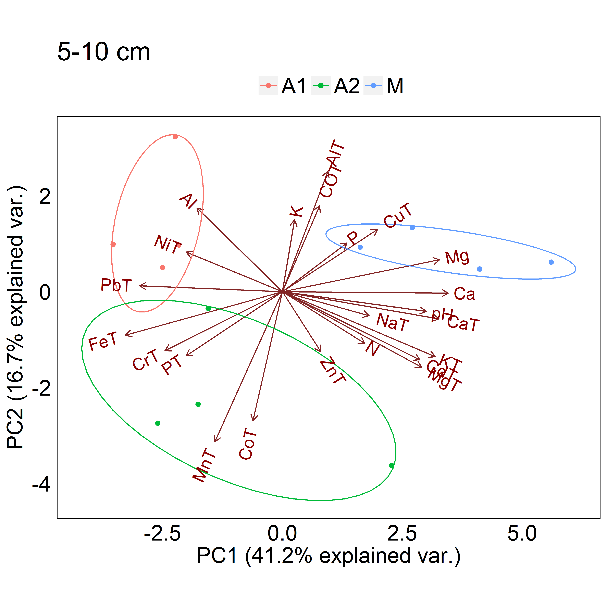 5-10 cm
A1 A2 M
PC2 (16.7% explained var.)
2
0
-2
-4
AlT
COT
K
Al
CuT
P
NiT
Mg
PbT
Ca
pH
CaT
NaT
FeT
CrT
PT
N
ZnT
KT
MgT
CoT
MnT
-2.5 0.0 2.5 5.0
PC1 (41.2% explained var.)